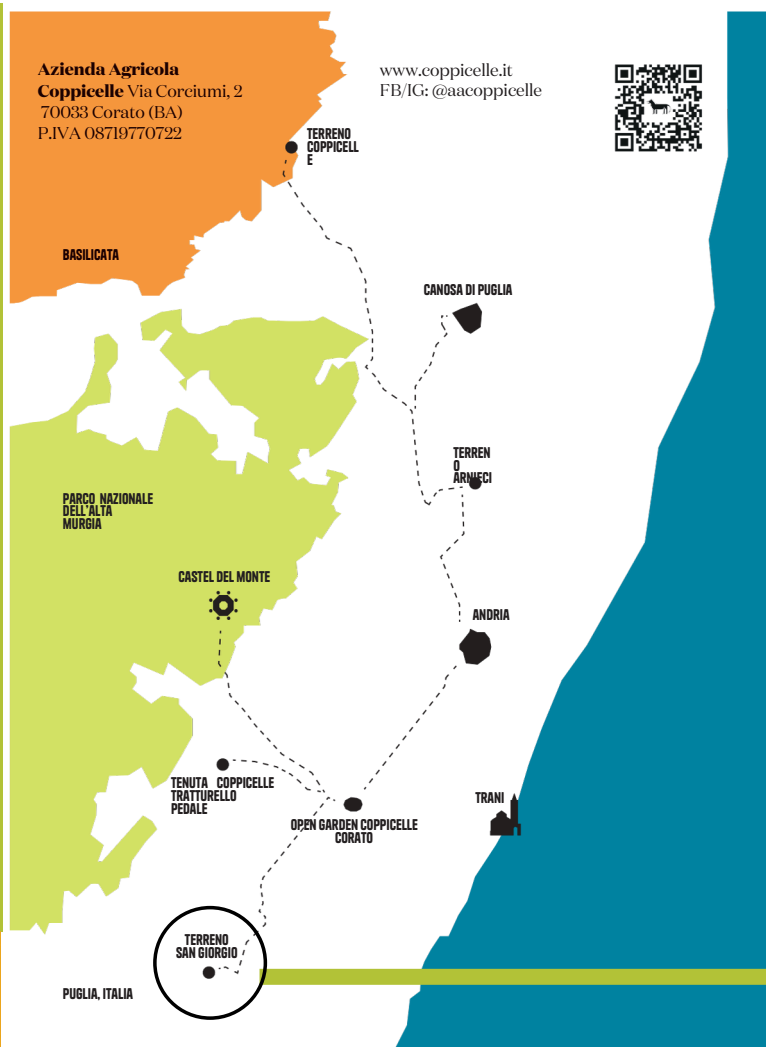 Azienda Agricola
Coppicelle Via Corciumi, 2
70033 Corato (BA)
P.IVA 08719770722
www.coppicelle.it
FB/IG: @aacoppicelle
TERRENO
COPPICELL
E
BASILICATA
CANOSA DI PUGLIA
TERREN
O
ARNIECI
PARCO NAZIONALE
DELL'ALTA
MURGIA
CASTEL DEL MONTE
ANDRIA
TENUTA COPPICELLE
TRATTURELLO
PEDALE
TRANI
OPEN GARDEN COPPICELLE
CORATO
TERRENO
SAN GIORGIO
PUGLIA, ITALIA